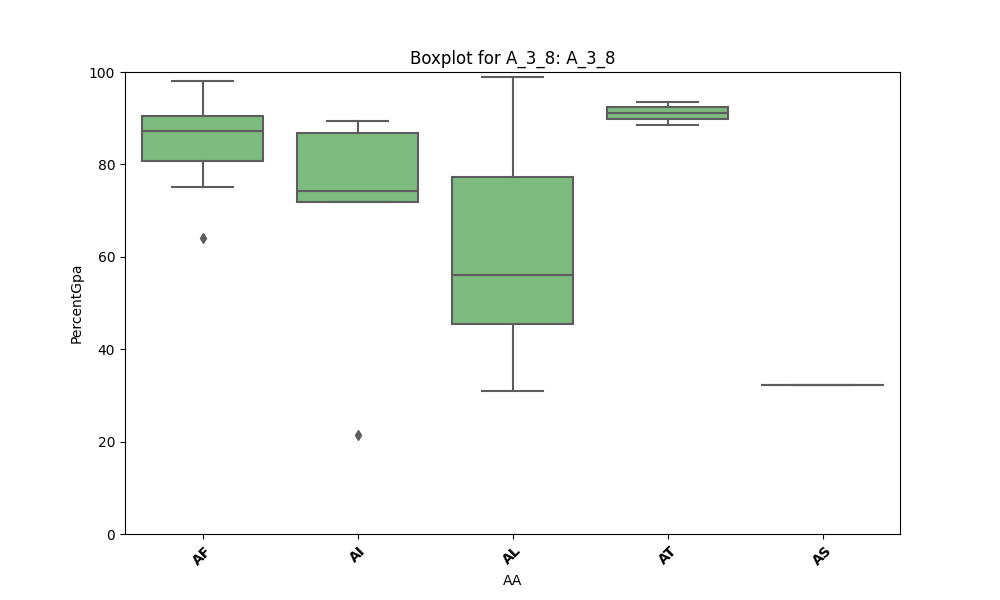 Boxplot for A_3_8: A_3_8
100
80
60
40
20
0
PercentGpa
AF
AI
AL
AT
AS
AA